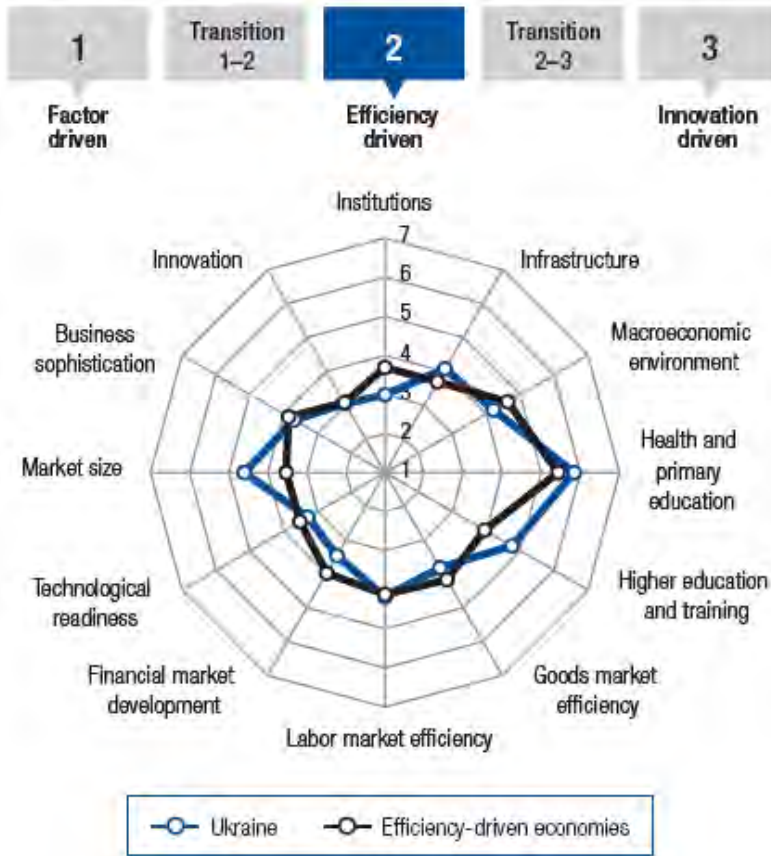 1
Transition
1–2
2
Transition
2–3
3
Factor
driven
Efficiency
driven
Innovation
driven
Institutions
7
Innovation
Infrastructure
6
Business
sophistication
5
Macroeconomic
environment
4
3
2
Market size
1
Health and
primary
education
Technological
readiness
Higher education
and training
Financial market
development
Goods market
efficiency
Labor market efficiency
Ukraine
Efficiency-driven economies